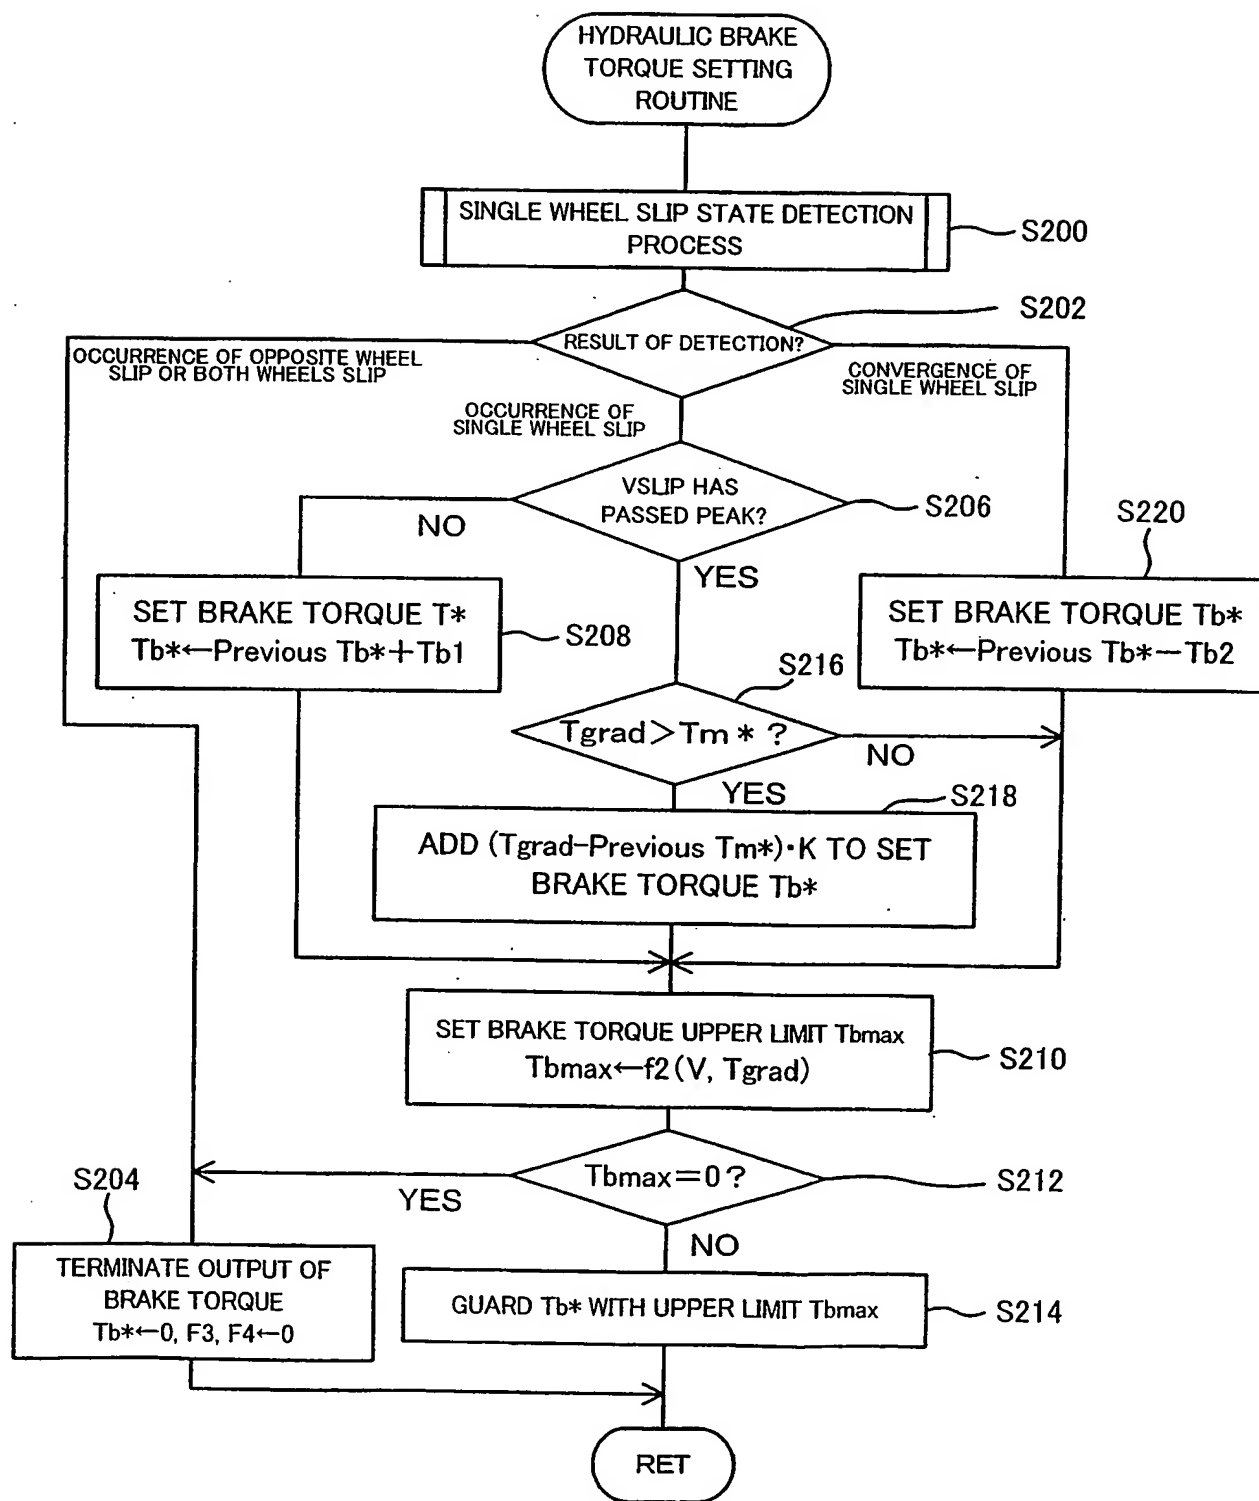 HYDRAULIC BRAKE
TORQUE SETTING
ROUTINE
SINGLE WHEEL SLIP STATE DETECTION
PROCESS
S200
S202
RESULT OF DETECTION?
OCCURRENCE OF OPPOSITE WHEEL
SLIP OR BOTH WHEELS SLIP
CONVERGENCE OF
SINGLE WHEEL SLIP
OCCURRENCE OF
SINGLE WHEEL SLIP
VSLIP HAS
PASSED PEAK?
S206
NO
YES
S220
SET BRAKE TORQUE T*
Tb*←Previous Tb*+Tb1
S208
SET BRAKE TORQUE Tb*
Tb*←Previous Tb*−Tb2
S216
Tgrad>Tm*?
NO
YES
S218
ADD (Tgrad-Previous Tm*)·K TO SET
BRAKE TORQUE Tb*
SET BRAKE TORQUE UPPER LIMIT Tbmax
Tbmax←f2(V, Tgrad)
S210
Tbmax=0?
S212
YES
NO
S204
TERMINATE OUTPUT OF
BRAKE TORQUE
Tb*←0, F3, F4←0
GUARD Tb* WITH UPPER LIMIT Tbmax
S214
RET